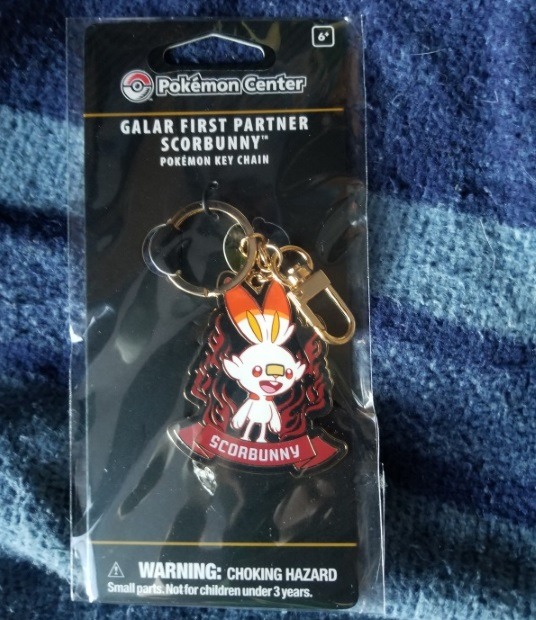 6+
Pokémon Center
GALAR FIRST PARTNER
SCORBUNNY™
POKÉMON KEY CHAIN
SCORBUNNY
WARNING: CHOKING HAZARD
Small parts. Not for children under 3 years.